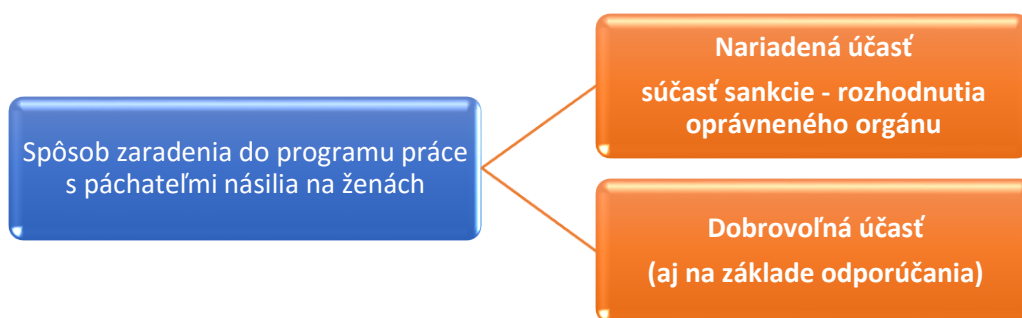 Spôsob zaradenia do programu práce
s páchateľmi násilia na ženách
Nariadená účasť
súčasť sankcie - rozhodnutia
oprávneného orgánu
Dobrovoľná účasť
(aj na základe odporúčania)